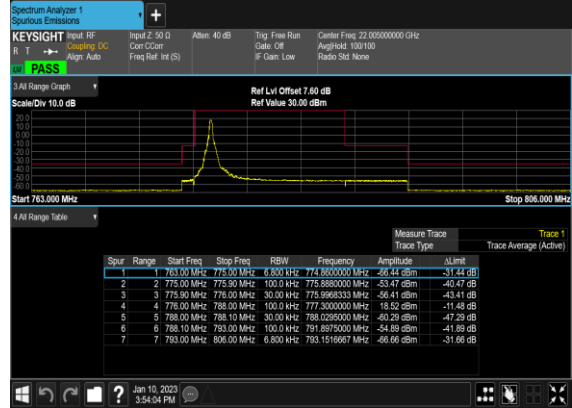 Spectrum Analyzer 1
Spurious Emissions
KEYSIGHT Input: RF Input Z: 50 Ω Atten: 40 dB Trig: Free Run Center Freq: 22.005000000 GHz
R T Coupling: DC Corr CCorr Gate: Off Avg|Hold: 100/100
Align: Auto Freq Ref: Int (S) IF Gain: Low Radio Std: None
PASS
3 All Range Graph
Ref Lvl Offset 7.60 dB
Scale/Div 10.0 dB Ref Value 30.00 dBm
20.0
10.0
0.00
-10.0
-20.0
-30.0
-40.0
-50.0
-60.0
Start 763.000 MHz Stop 806.000 MHz
4 All Range Table
Measure Trace Trace 1
Trace Type Trace Average (Active)
Spur Range Start Freq Stop Freq RBW Frequency Amplitude ΔLimit
1 1 763.00 MHz 775.00 MHz 6.800 kHz 774.8600000 MHz -66.44 dBm -31.44 dB
2 2 775.00 MHz 775.90 MHz 100.0 kHz 775.8880000 MHz -53.47 dBm -40.47 dB
3 3 775.90 MHz 776.00 MHz 30.00 kHz 775.9968333 MHz -56.41 dBm -43.41 dB
4 4 776.00 MHz 788.00 MHz 100.0 kHz 777.3000000 MHz 18.52 dBm -11.48 dB
5 5 788.00 MHz 788.10 MHz 30.00 kHz 788.0295000 MHz -60.29 dBm -47.29 dB
6 6 788.10 MHz 793.00 MHz 100.0 kHz 791.8975000 MHz -54.89 dBm -41.89 dB
7 7 793.00 MHz 806.00 MHz 6.800 kHz 793.1516667 MHz -66.66 dBm -31.66 dB
? Jan 10, 2023
3:54:04 PM